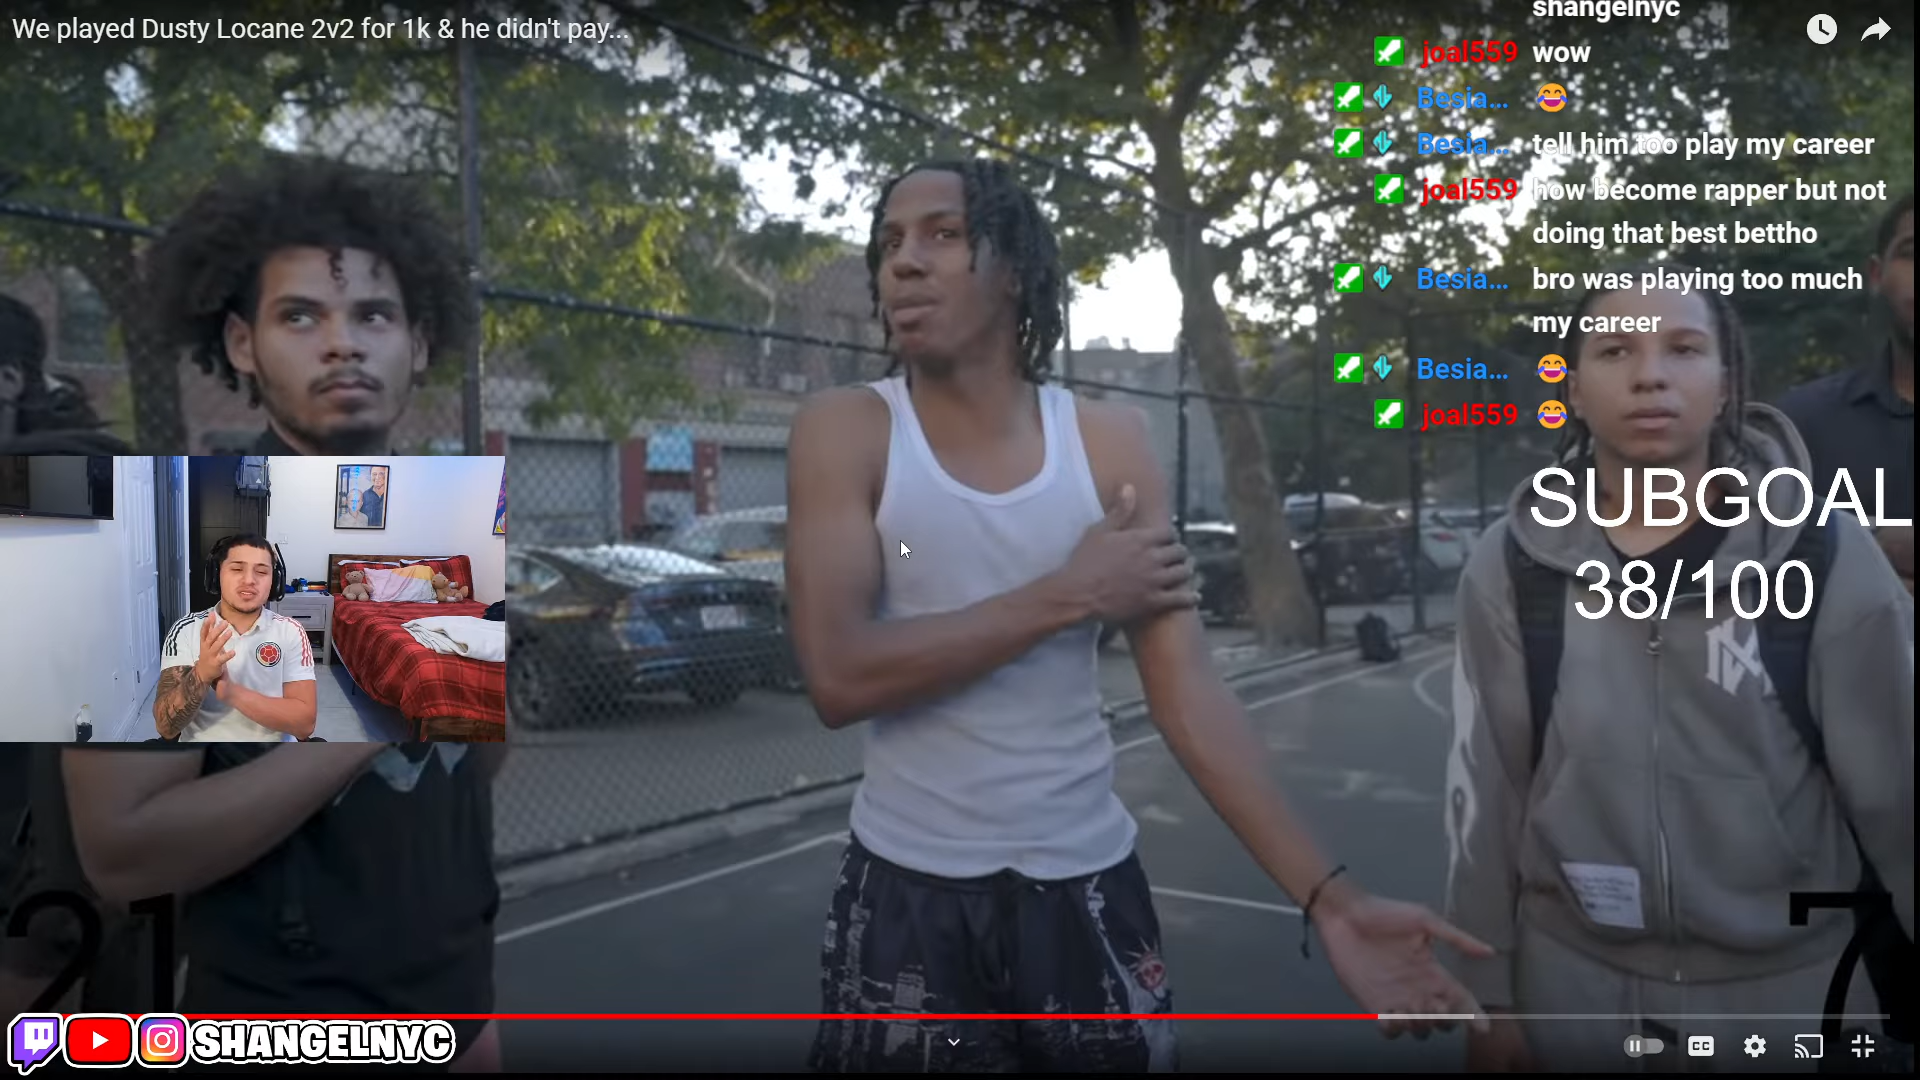 We played Dusty Locane 2v2 for 1k & he didn't pay...
shangelnyc
joal559 wow
Besia... 😂
Besia... tell him too play my career
joal559 how become rapper but not
doing that best bettho
Besia... bro was playing too much
my career
Besia... 😂
joal559 😂
SUBGOAL
38/100
NY
21
7
SHANGELNYC
CC